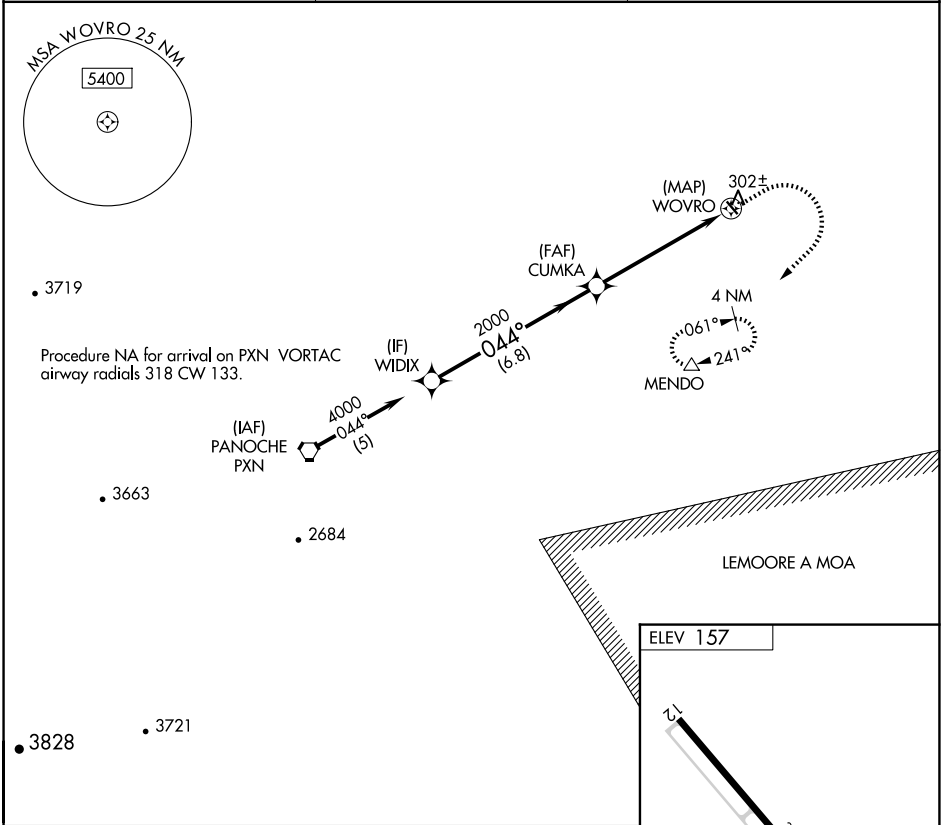 MSA WOVRO 25 NM
5400
(MAP)
WOVRO
302±
(FAF)
CUMKA
3719
4 NM
061°
241°
MENDO
2000
044°
(6.8)
Procedure NA for arrival on PXN VORTAC
airway radials 318 CW 133.
(IF)
WIDIX
4000
044°
(5)
(IAF)
PANOCHE
PXN
3663
2684
LEMOORE A MOA
ELEV 157
12
3721
3828